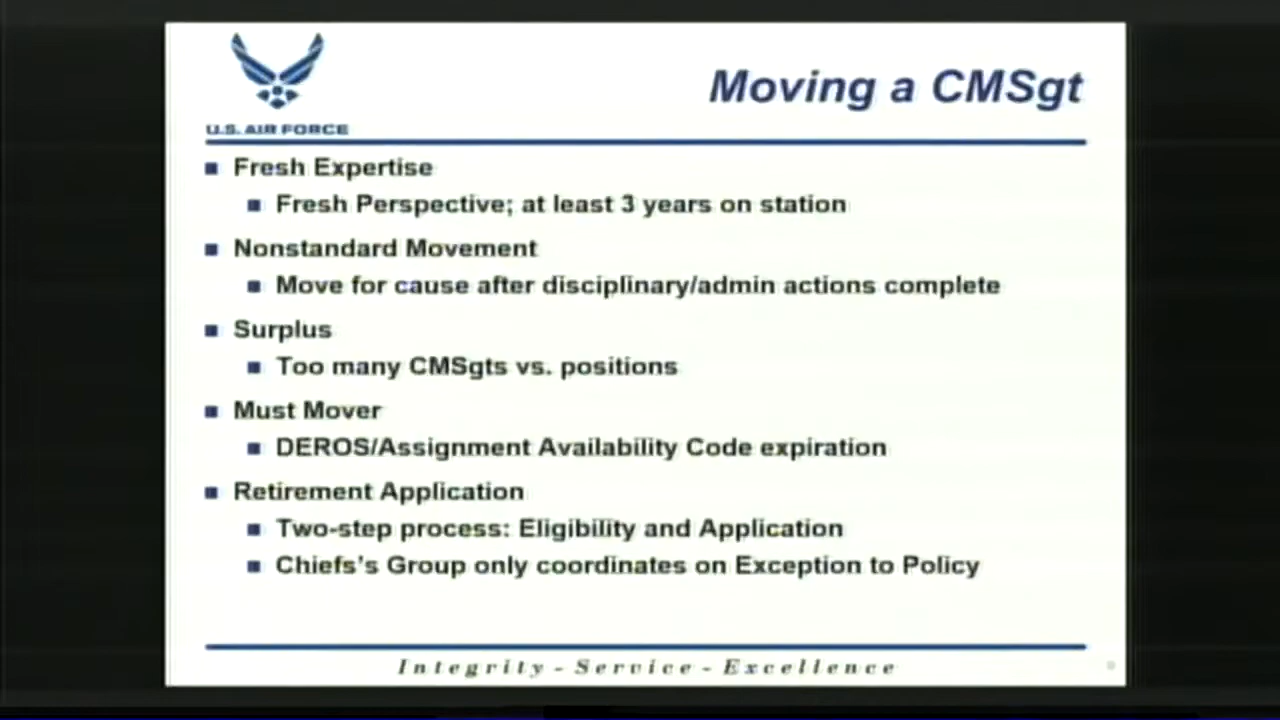 U.S. AIR FORCE
Moving a CMSgt
Fresh Expertise
Fresh Perspective; at least 3 years on station
Nonstandard Movement
Move for cause after disciplinary/admin actions complete
Surplus
Too many CMSgts vs. positions
Must Mover
DEROS/Assignment Availability Code expiration
Retirement Application
Two-step process: Eligibility and Application
Chiefs's Group only coordinates on Exception to Policy
Integrity - Service - Excellence